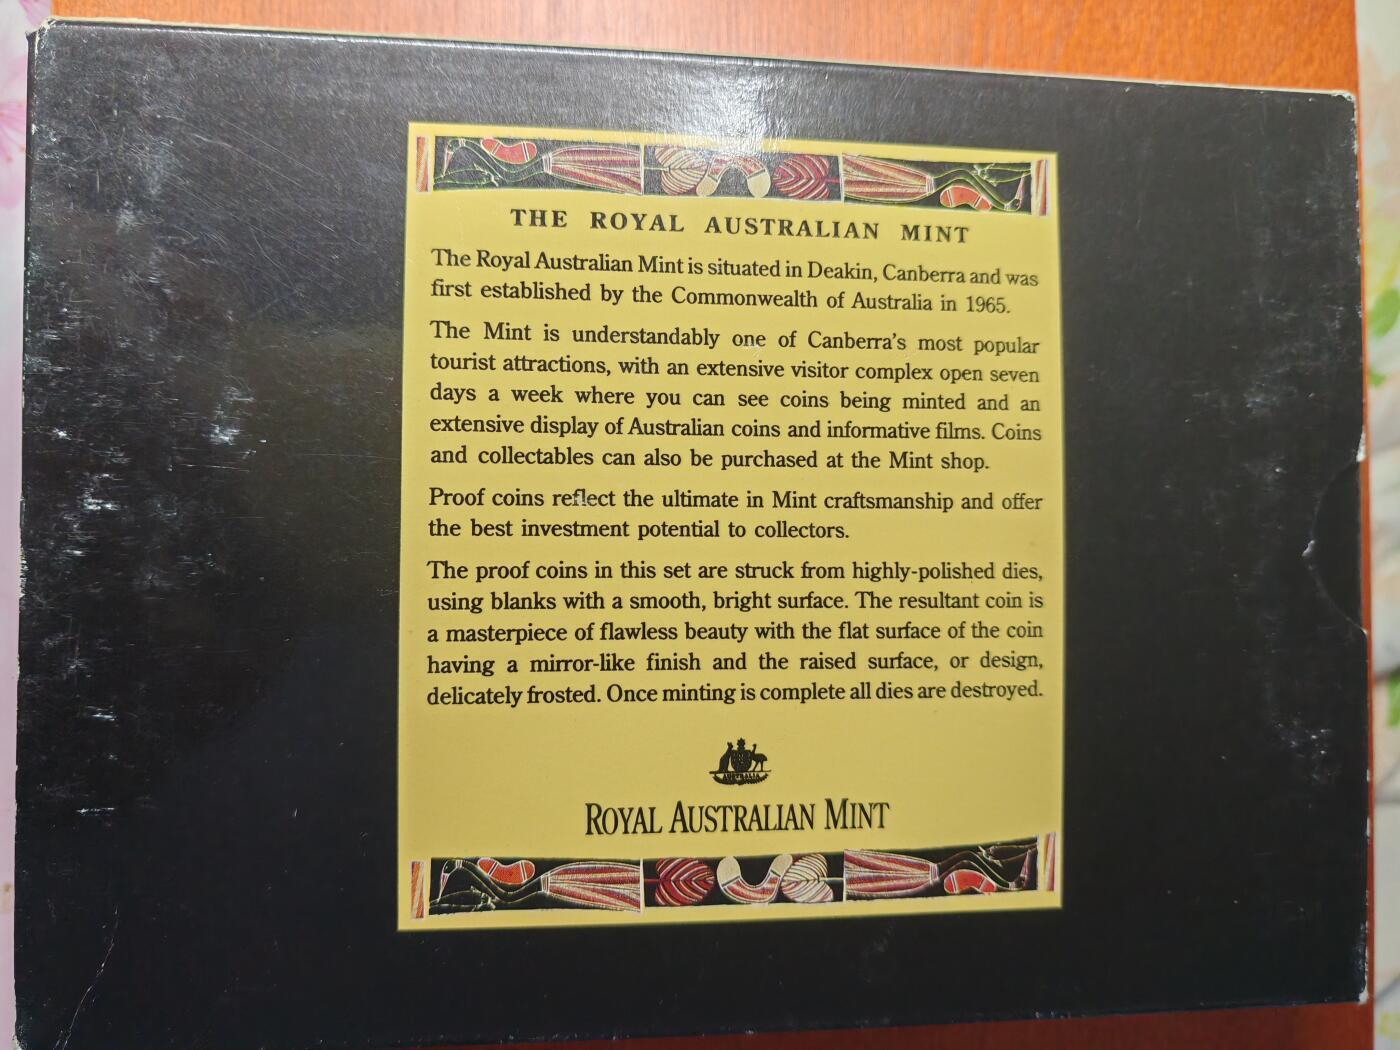 THE ROYAL AUSTRALIAN MINT
The Royal Australian Mint is situated in Deakin, Canberra and was
first established by the Commonwealth of Australia in 1965.
The Mint is understandably one of Canberra's most popular
tourist attractions, with an extensive visitor complex open seven
days a week where you can see coins being minted and an
extensive display of Australian coins and informative films. Coins
and collectables can also be purchased at the Mint shop.
Proof coins reflect the ultimate in Mint craftsmanship and offer
the best investment potential to collectors.
The proof coins in this set are struck from highly-polished dies,
using blanks with a smooth, bright surface. The resultant coin is
a masterpiece of flawless beauty with the flat surface of the coin
having a mirror-like finish and the raised surface, or design,
delicately frosted. Once minting is complete all dies are destroyed.
AUSTRALIA
ROYAL AUSTRALIAN MINT